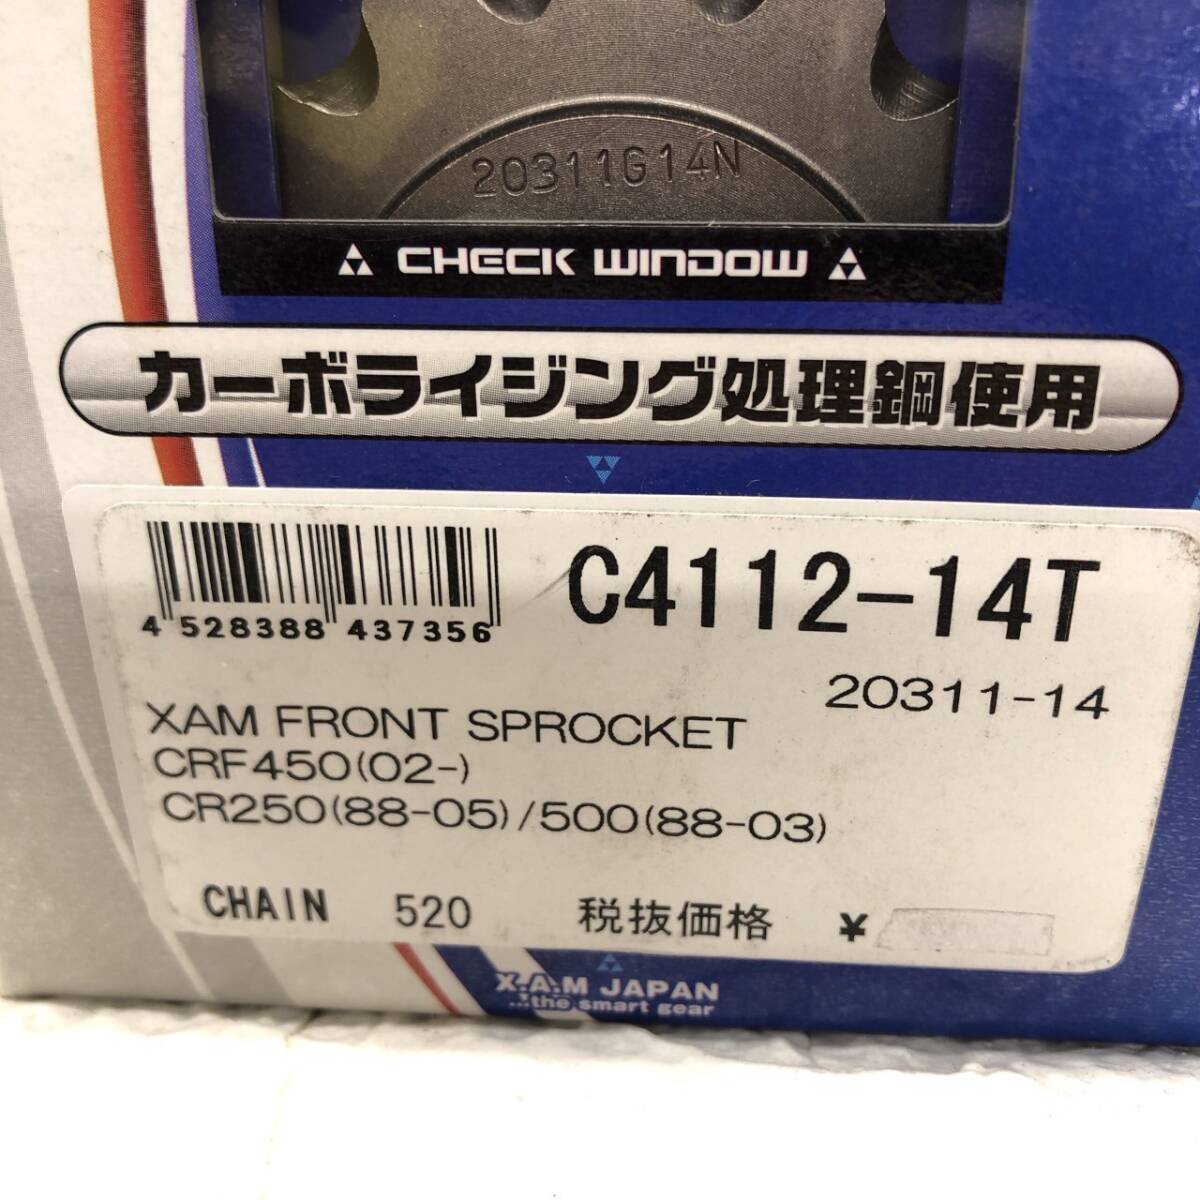 20311G14N
CHECK WINDOW
カーボライジング処理鋼使用
C4112-14T
4 528388 437356
20311-14
XAM FRONT SPROCKET
CRF450(02-)
CR250(88-05)/500(88-03)
CHAIN 520 税抜価格 ¥
X.A.M JAPAN
...the smart gear